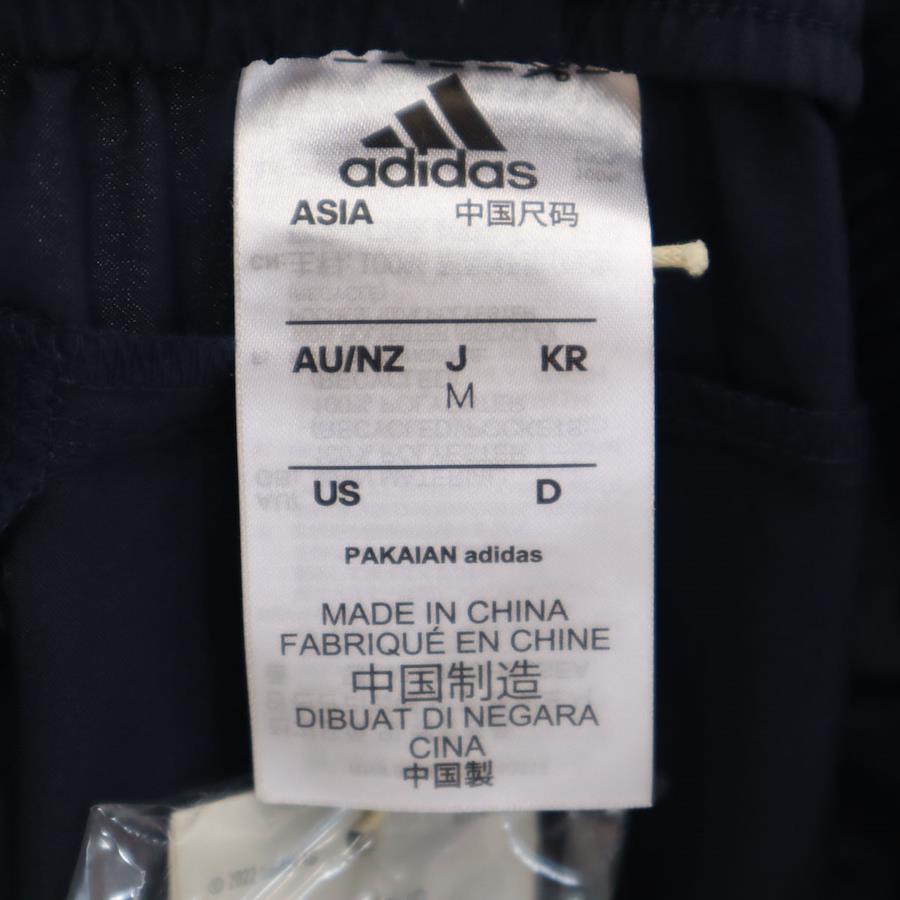 adidas
ASIA 中国尺码
AU/NZ J KR
M
US D
PAKAIAN adidas
MADE IN CHINA
FABRIQUÉ EN CHINE
中国制造
DIBUAT DI NEGARA
CINA
中国製
© 2022